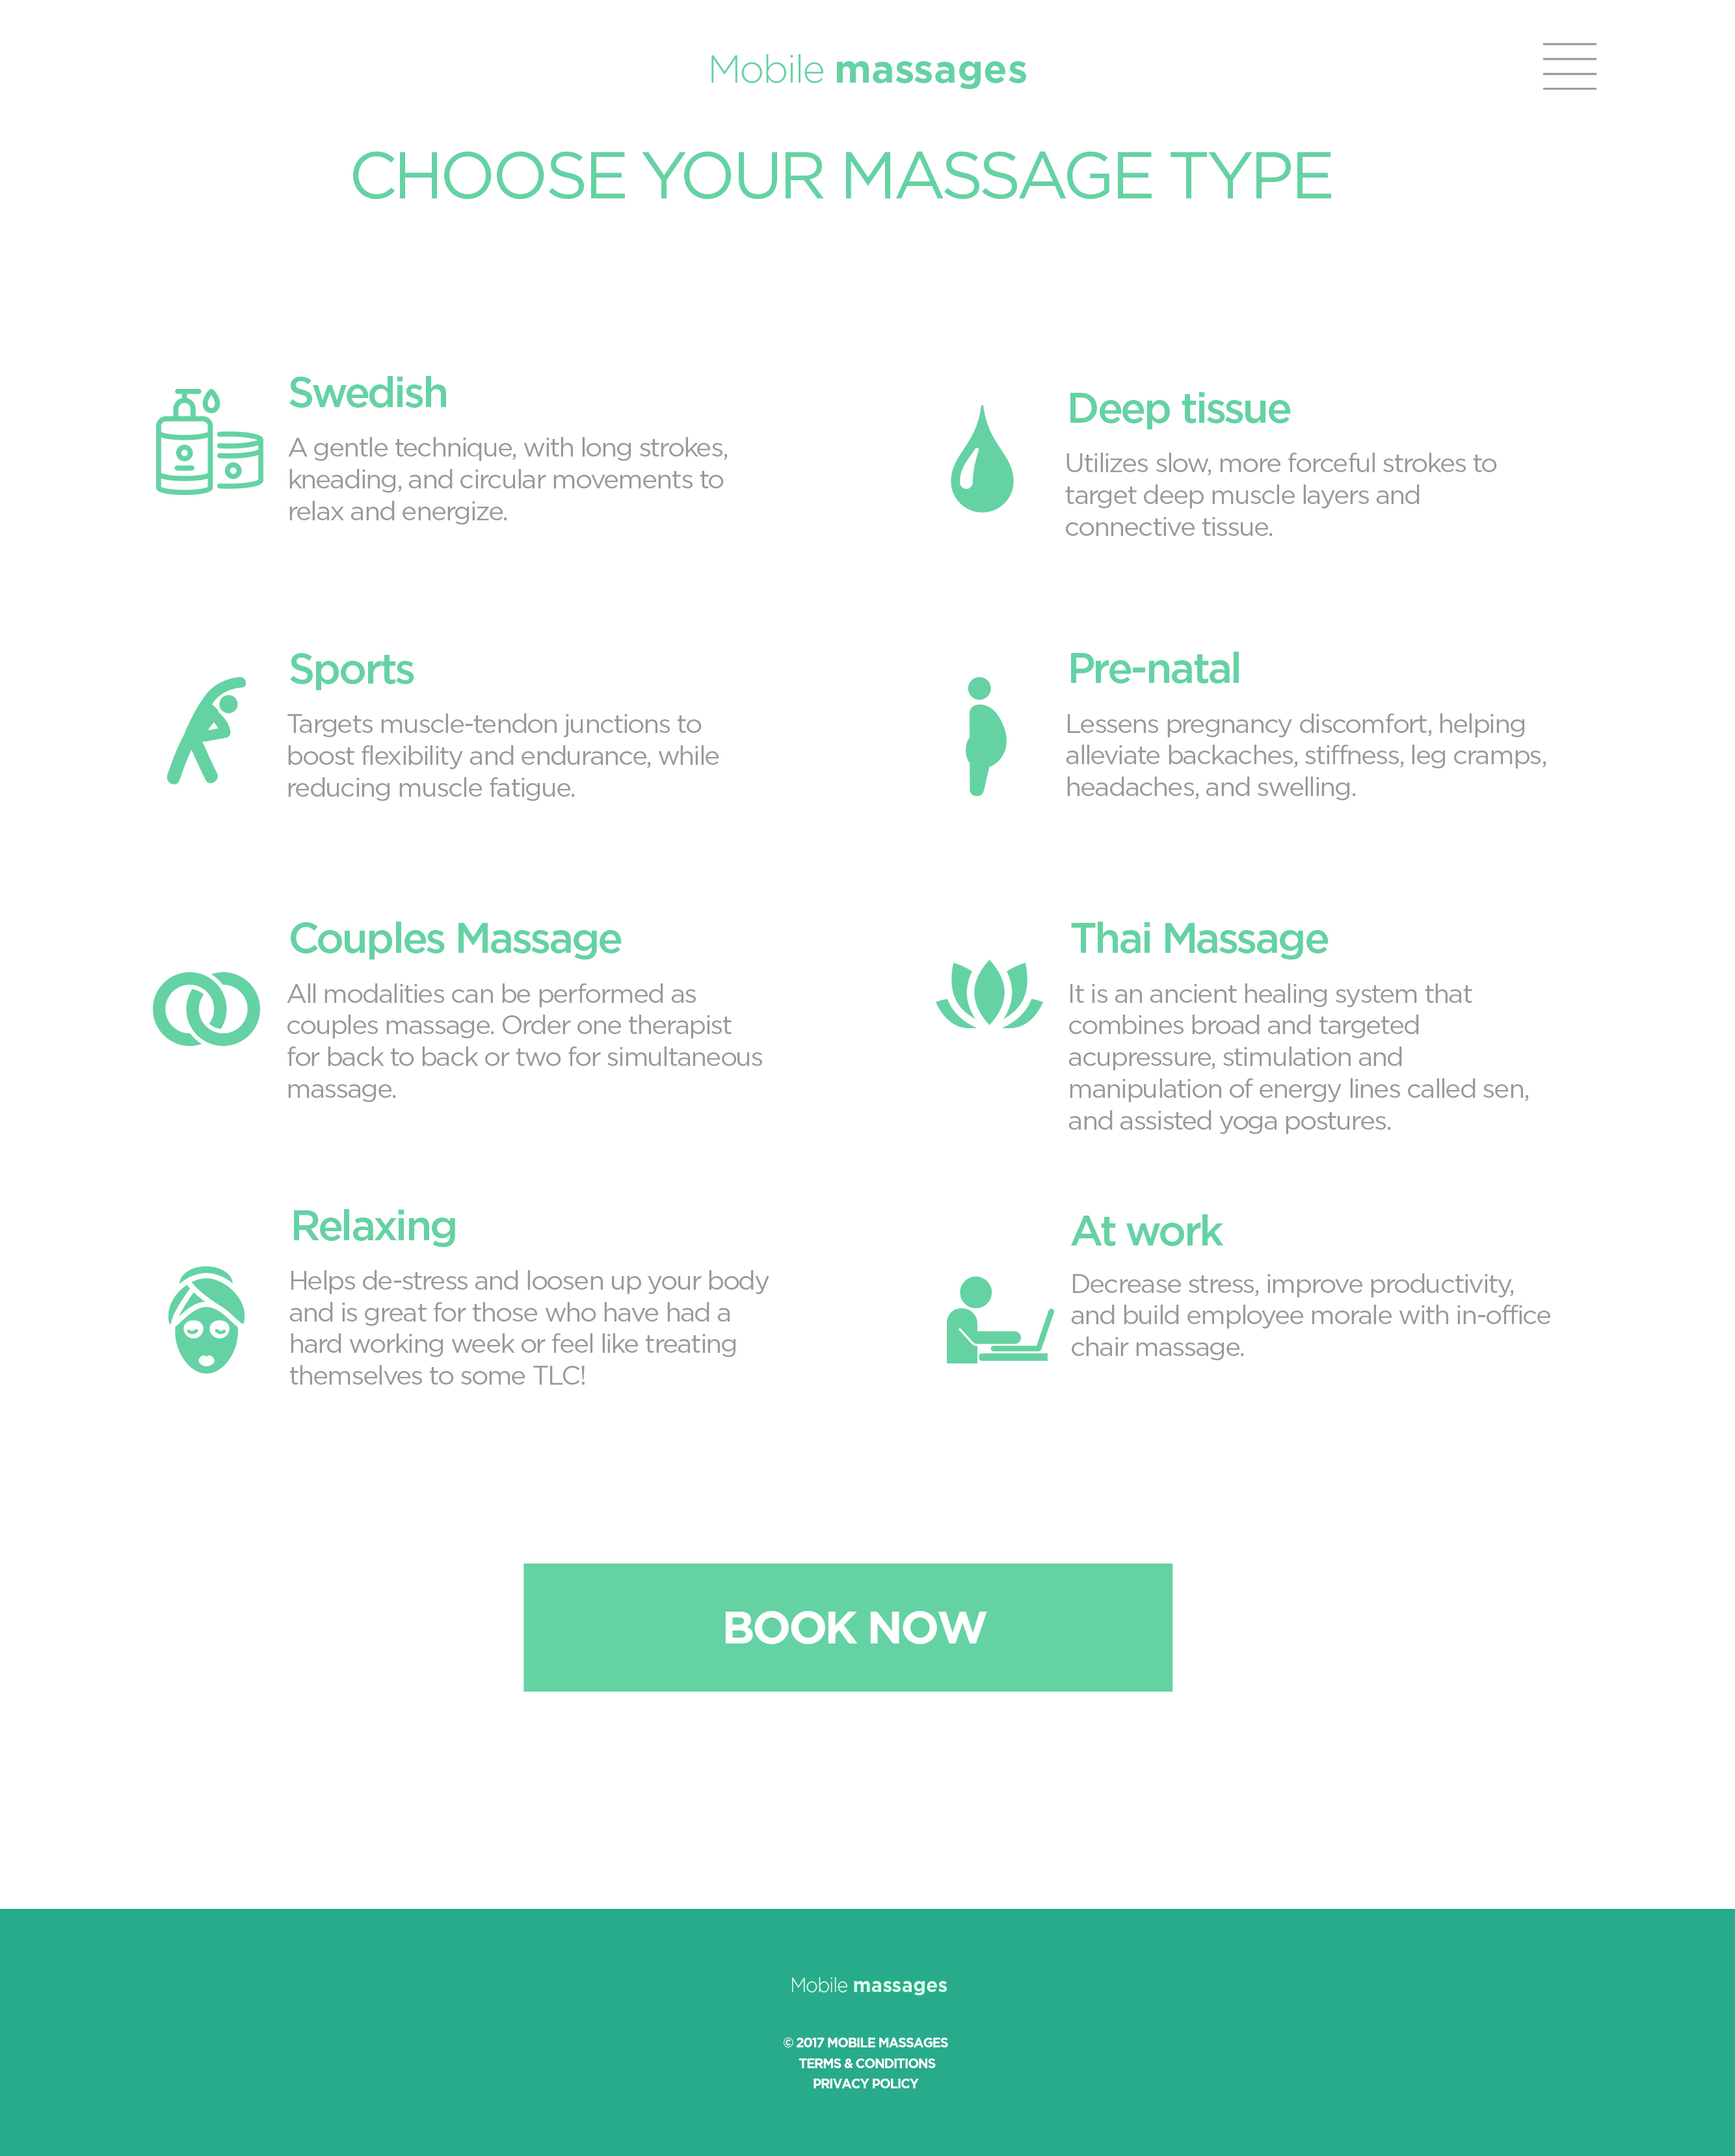 Mobile massages
CHOOSE YOUR MASSAGE TYPE
Swedish
A gentle technique, with long strokes,
kneading, and circular movements to
relax and energize.
Deep tissue
Utilizes slow, more forceful strokes to
target deep muscle layers and
connective tissue.
Sports
Targets muscle-tendon junctions to
boost flexibility and endurance, while
reducing muscle fatigue.
Pre-natal
Lessens pregnancy discomfort, helping
alleviate backaches, stiffness, leg cramps,
headaches, and swelling.
Couples Massage
All modalities can be performed as
couples massage. Order one therapist
for back to back or two for simultaneous
massage.
Thai Massage
It is an ancient healing system that
combines broad and targeted
acupressure, stimulation and
manipulation of energy lines called sen,
and assisted yoga postures.
Relaxing
Helps de-stress and loosen up your body
and is great for those who have had a
hard working week or feel like treating
themselves to some TLC!
At work
Decrease stress, improve productivity,
and build employee morale with in-office
chair massage.
BOOK NOW
Mobile massages
© 2017 MOBILE MASSAGES
TERMS & CONDITIONS
PRIVACY POLICY